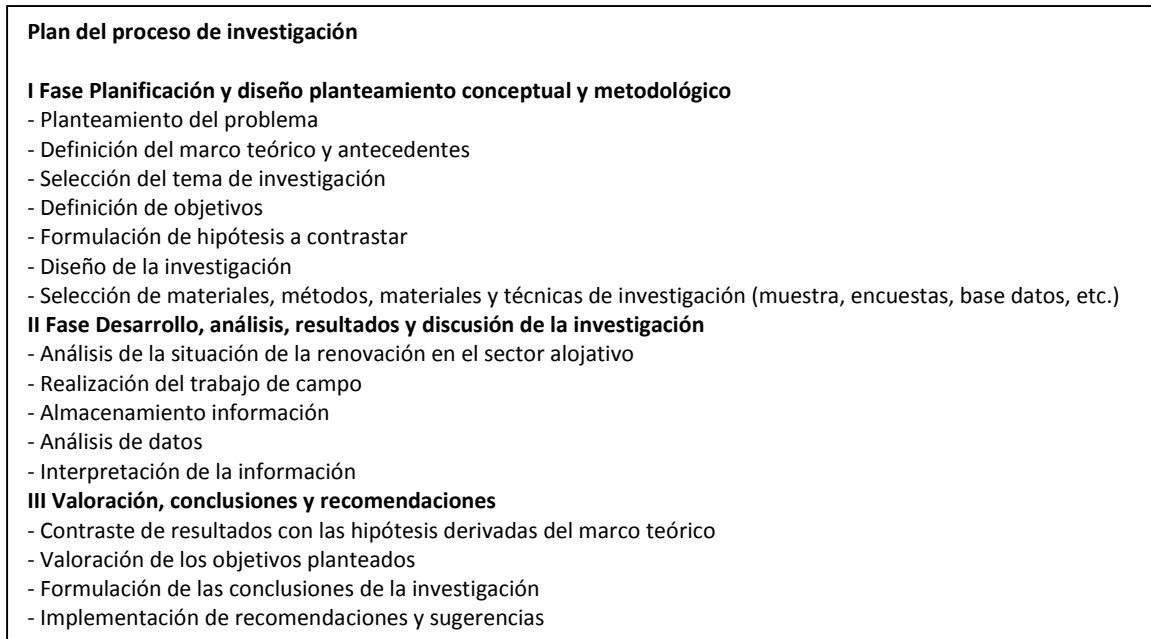 Plan del proceso de investigación
I Fase Planificación y diseño planteamiento conceptual y metodológico
- Planteamiento del problema
- Definición del marco teórico y antecedentes
- Selección del tema de investigación
- Definición de objetivos
- Formulación de hipótesis a contrastar
- Diseño de la investigación
- Selección de materiales, métodos, materiales y técnicas de investigación (muestra, encuestas, base datos, etc.)
II Fase Desarrollo, análisis, resultados y discusión de la investigación
- Análisis de la situación de la renovación en el sector alojativo
- Realización del trabajo de campo
- Almacenamiento información
- Análisis de datos
- Interpretación de la información
III Valoración, conclusiones y recomendaciones
- Contraste de resultados con las hipótesis derivadas del marco teórico
- Valoración de los objetivos planteados
- Formulación de las conclusiones de la investigación
- Implementación de recomendaciones y sugerencias